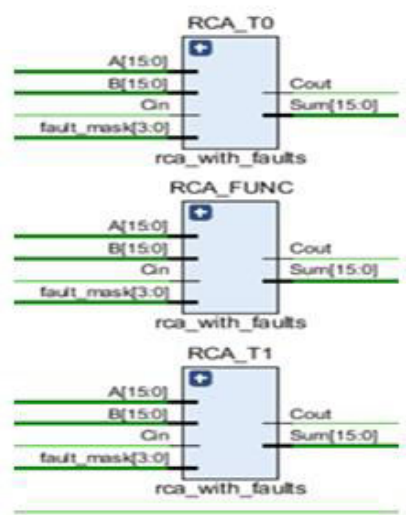 RCA_T0
A[15:0]
B[15:0]
Cin
fault_mask[3:0]
Cout
Sum[15:0]
rca_with_faults
RCA_FUNC
A[15:0]
B[15:0]
Cin
fault_mask[3:0]
Cout
Sum[15:0]
rca_with_faults
RCA_T1
A[15:0]
B[15:0]
Cin
fault_mask[3:0]
Cout
Sum[15:0]
rca_with_faults